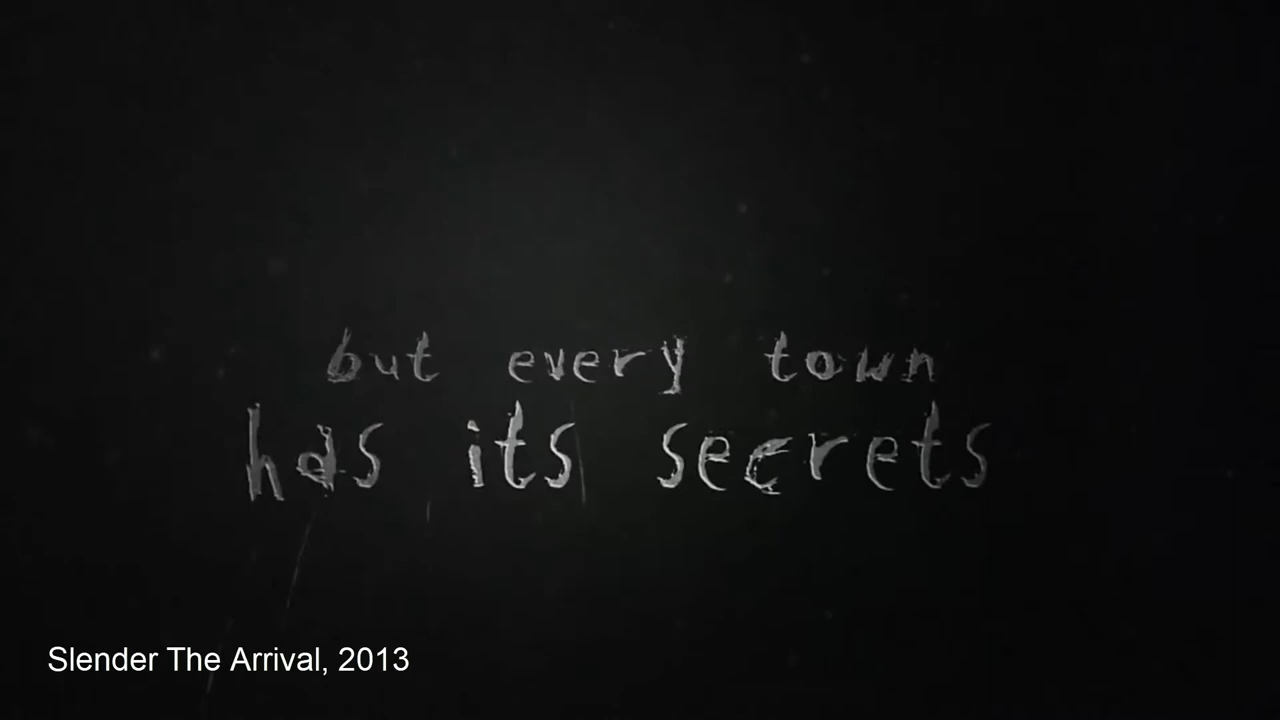 but every town
has its secrets
Slender The Arrival, 2013